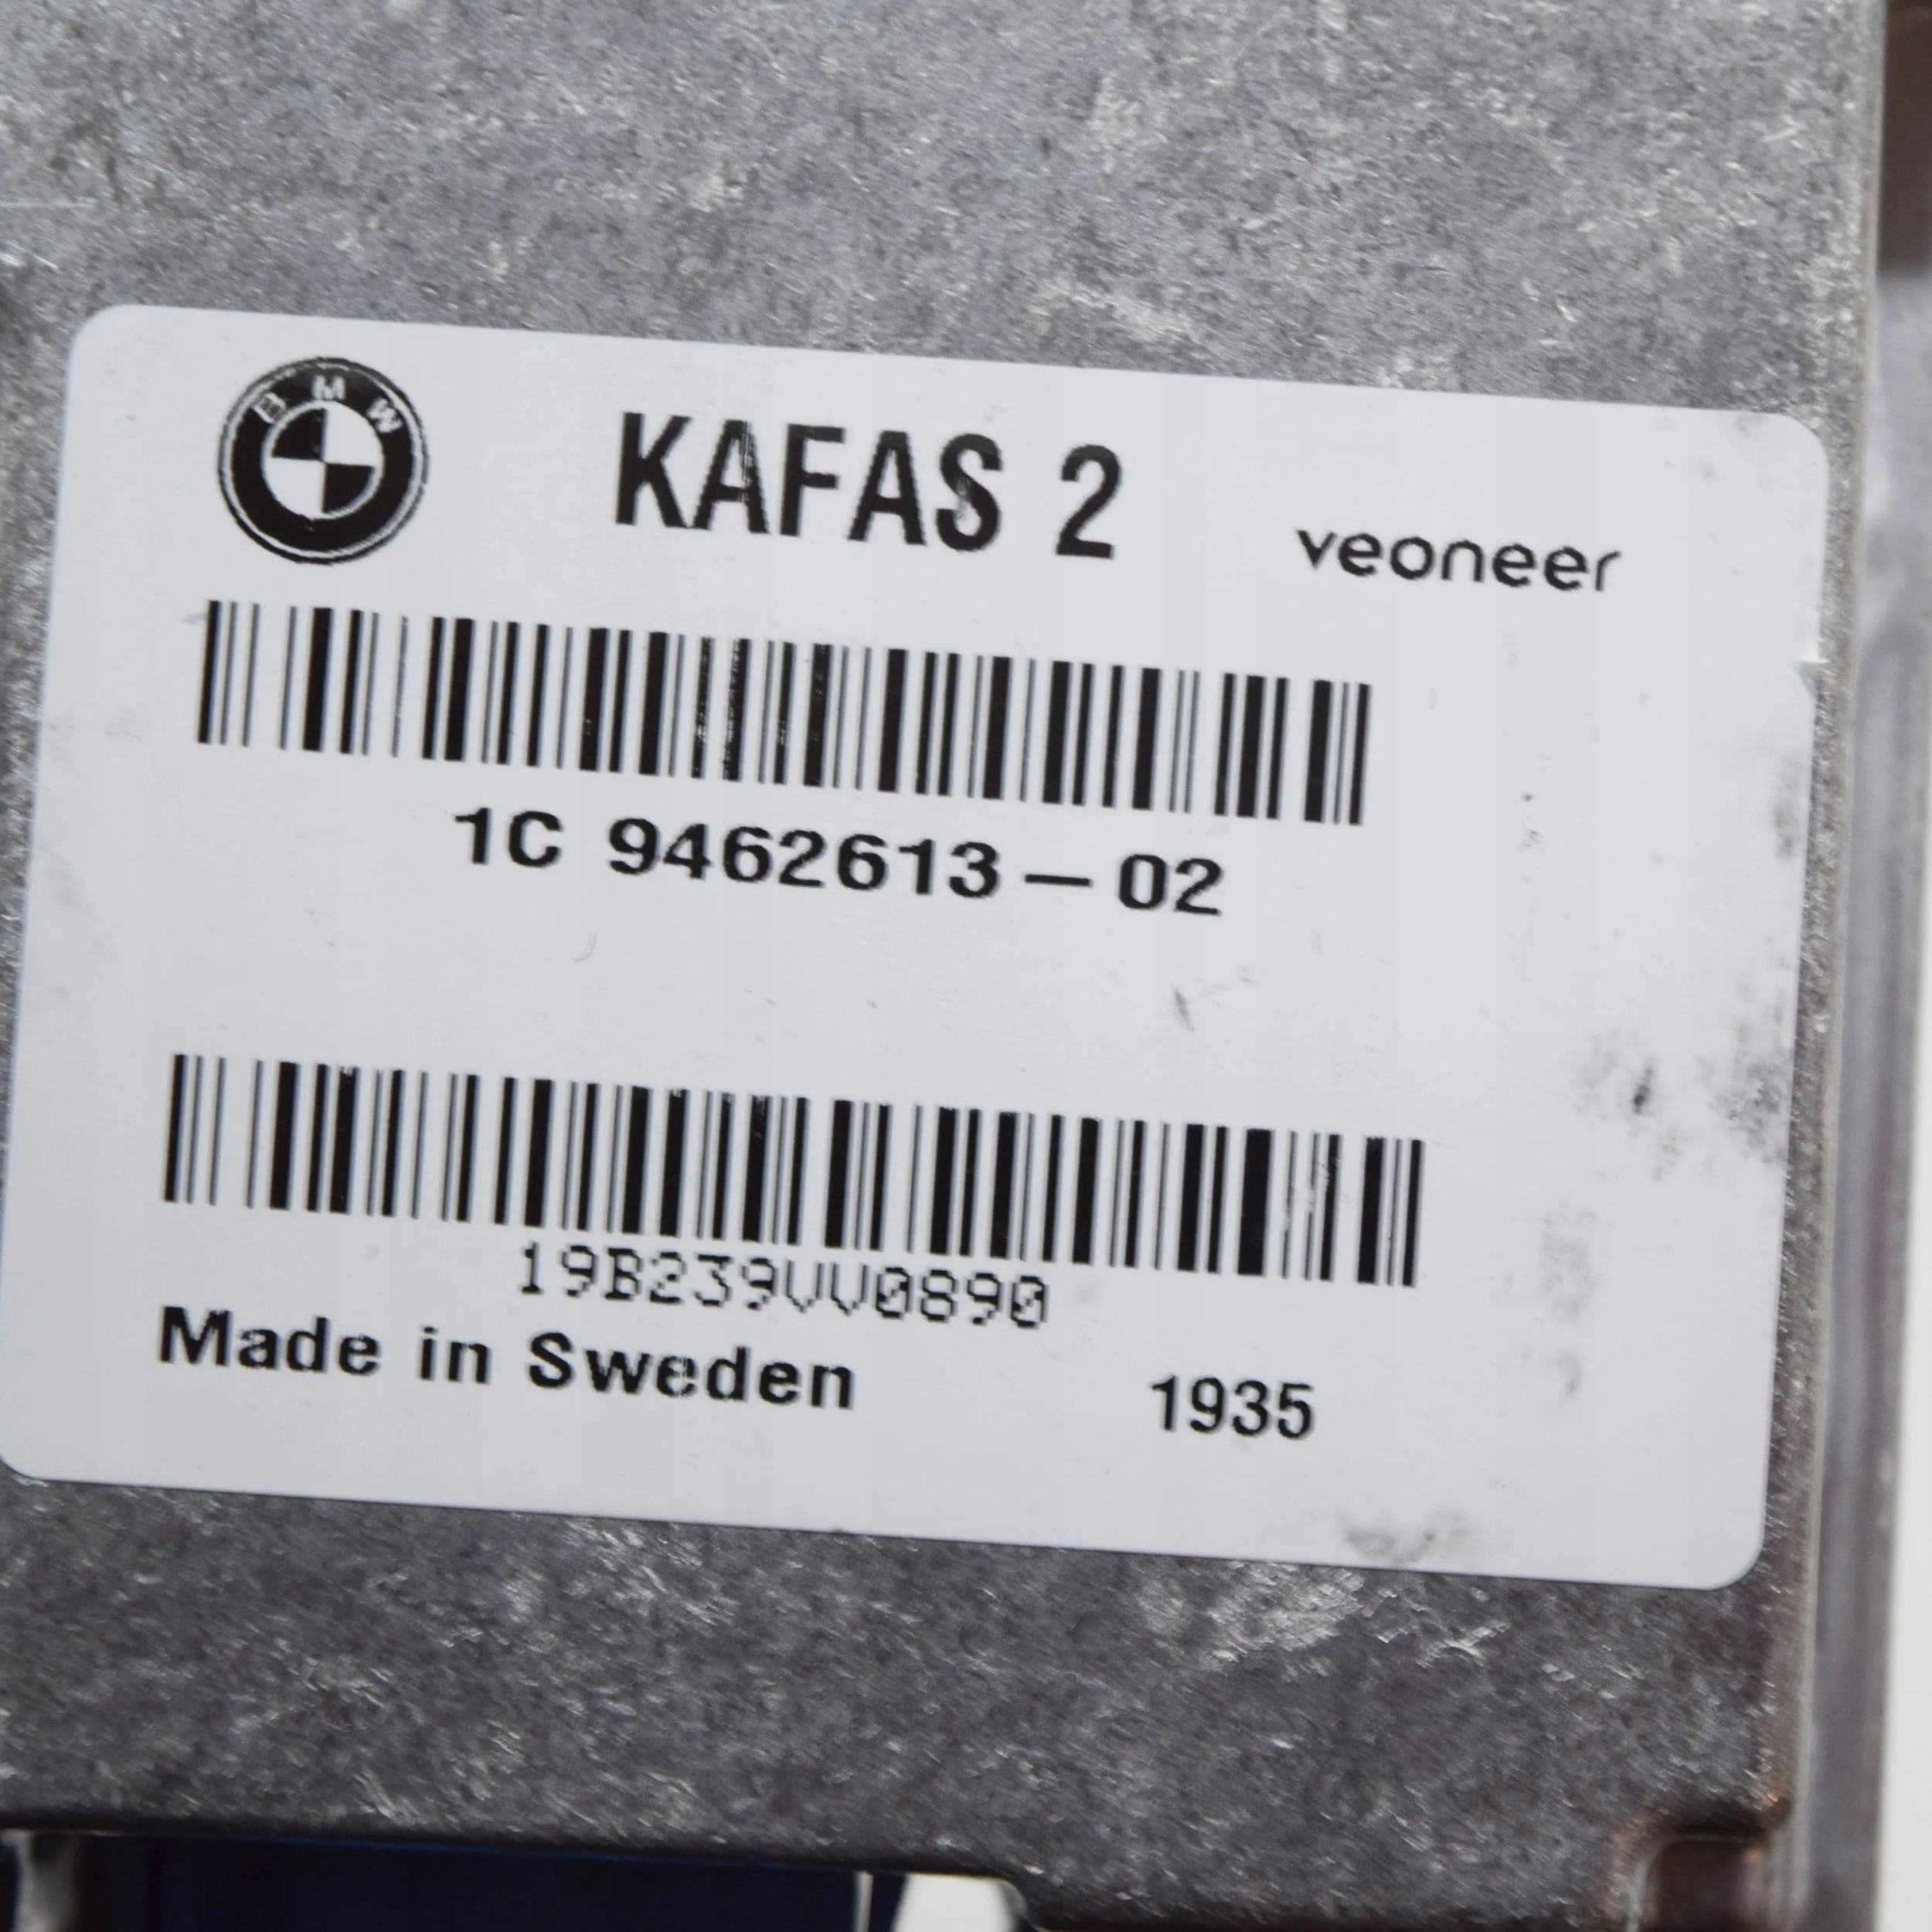 BMW
KAFAS 2
veoneer
1C 9462613-02
19B239VV0890
Made in Sweden 1935